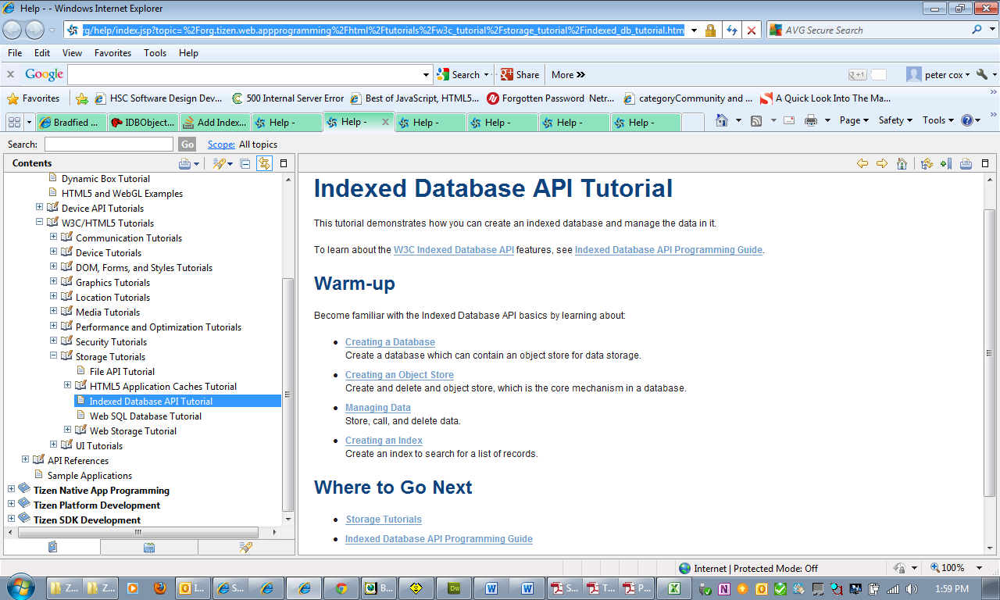 Help - - Windows Internet Explorer
rg/help/index.jsp?topic=%2Forg.tizen.web.appprogramming%2Fhtml%2Ftutorials%2Fw3c_tutorial%2Fstorage_tutorial%2Findexed_db_tutorial.htm
AVG Secure Search
File Edit View Favorites Tools Help
x Google Search Share More » g +1 peter cox
Favorites HSC Software Design Dev... 500 Internal Server Error Best of JavaScript, HTML5... Forgotten Password Netr... categoryCommunity and ... A Quick Look Into The Ma...
Bradfied ... IDBObject... Add Index... Help - Help - x Help - Help - Help - Help - Page Safety Tools
Search: Go Scope: All topics
Contents
Dynamic Box Tutorial
HTML5 and WebGL Examples
Device API Tutorials
W3C/HTML5 Tutorials
Communication Tutorials
Device Tutorials
DOM, Forms, and Styles Tutorials
Graphics Tutorials
Location Tutorials
Media Tutorials
Performance and Optimization Tutorials
Security Tutorials
Storage Tutorials
File API Tutorial
HTML5 Application Caches Tutorial
Indexed Database API Tutorial
Web SQL Database Tutorial
Web Storage Tutorial
UI Tutorials
API References
Sample Applications
Tizen Native App Programming
Tizen Platform Development
Tizen SDK Development
Indexed Database API Tutorial
This tutorial demonstrates how you can create an indexed database and manage the data in it.
To learn about the W3C Indexed Database API features, see Indexed Database API Programming Guide.
Warm-up
Become familiar with the Indexed Database API basics by learning about:
• Creating a Database
Create a database which can contain an object store for data storage.
• Creating an Object Store
Create and delete and object store, which is the core mechanism in a database.
• Managing Data
Store, call, and delete data.
• Creating an Index
Create an index to search for a list of records.
Where to Go Next
• Storage Tutorials
• Indexed Database API Programming Guide
Internet | Protected Mode: Off 100%
Z... Z... I... S... B... Dw S... T... P... 1:59 PM